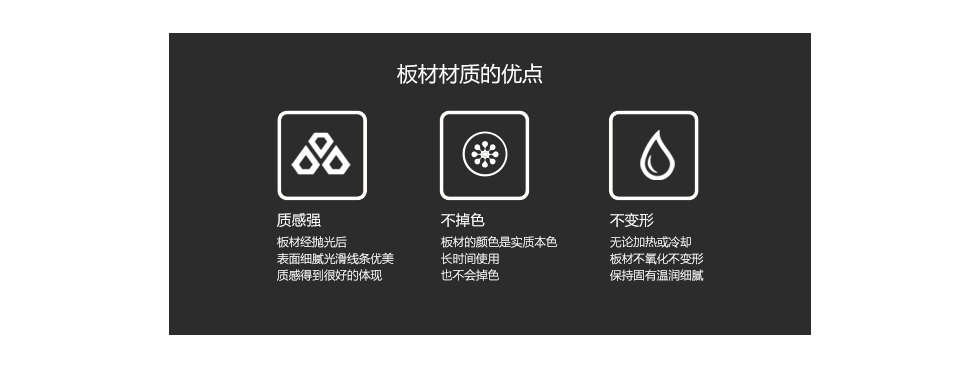 板材材质的优点
质感强
板材经抛光后
表面细腻光滑线条优美
质感得到很好的体现
不掉色
板材的颜色是实质本色
长时间使用
也不会掉色
不变形
无论加热或冷却
板材不氧化不变形
保持固有温润细腻